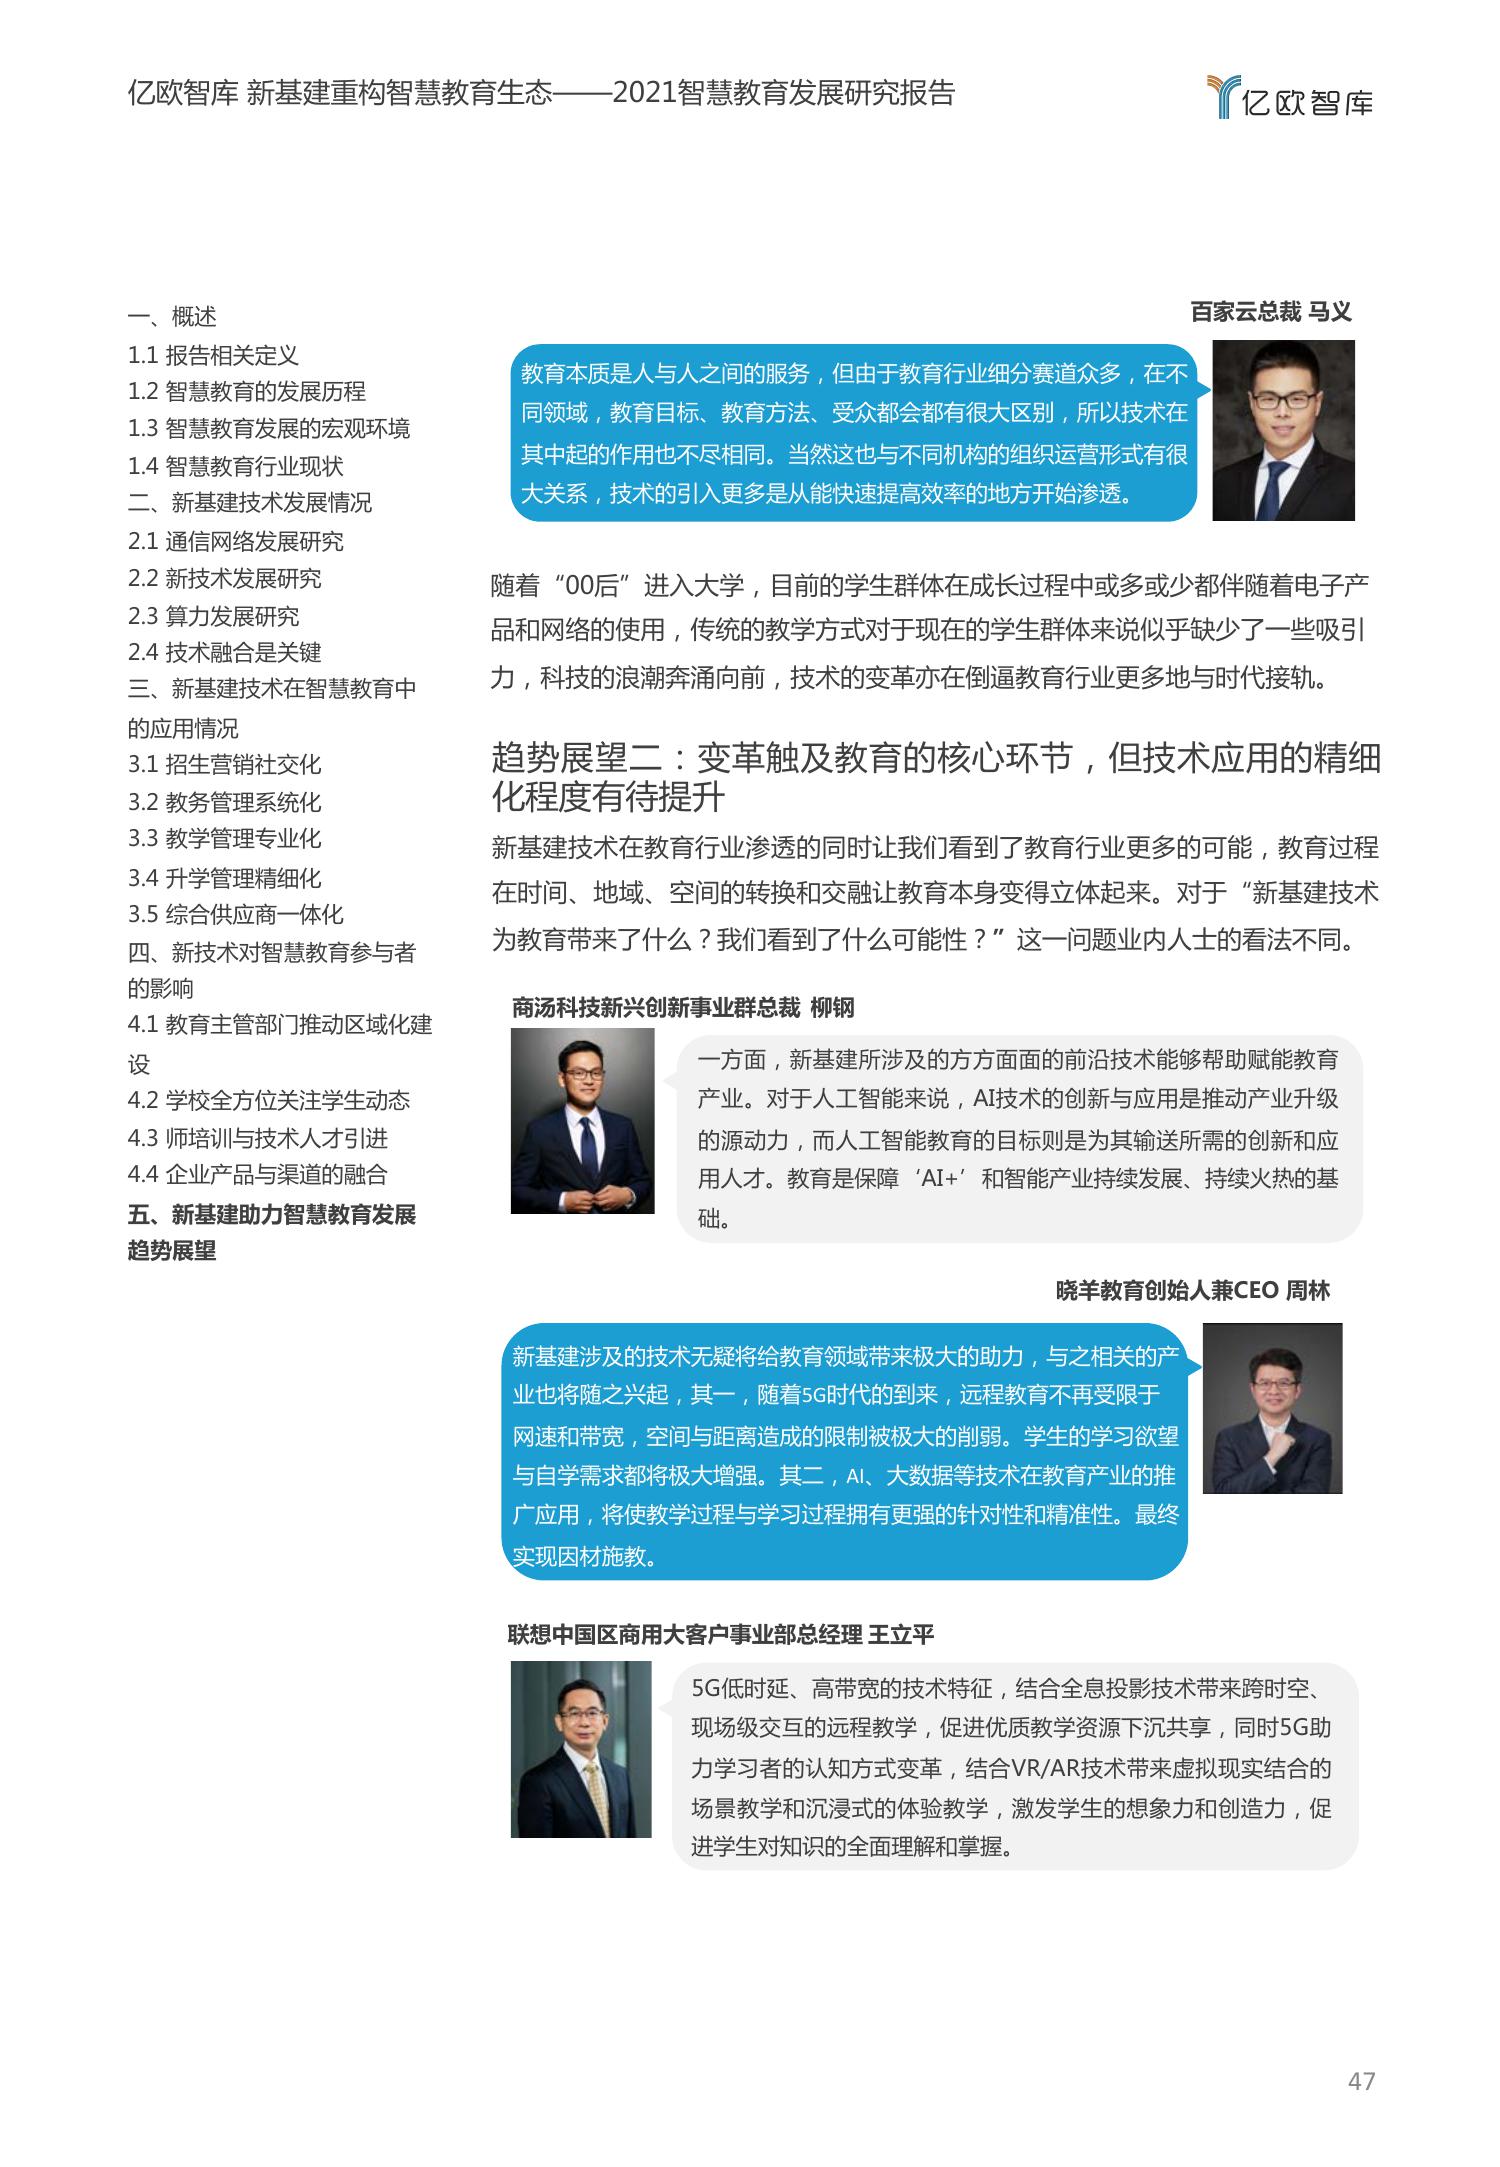 亿欧智库 新基建重构智慧教育生态——2021智慧教育发展研究报告
亿欧智库
一、概述
1.1 报告相关定义
1.2 智慧教育的发展历程
1.3 智慧教育发展的宏观环境
1.4 智慧教育行业现状
二、新基建技术发展情况
2.1 通信网络发展研究
2.2 新技术发展研究
2.3 算力发展研究
2.4 技术融合是关键
三、新基建技术在智慧教育中
的应用情况
3.1 招生营销社交化
3.2 教务管理系统化
3.3 教学管理专业化
3.4 升学管理精细化
3.5 综合供应商一体化
四、新技术对智慧教育参与者
的影响
4.1 教育主管部门推动区域化建
设
4.2 学校全方位关注学生动态
4.3 师培训与技术人才引进
4.4 企业产品与渠道的融合
五、新基建助力智慧教育发展
趋势展望
百家云总裁 马义
教育本质是人与人之间的服务，但由于教育行业细分赛道众多，在不
同领域，教育目标、教育方法、受众都会都有很大区别，所以技术在
其中起的作用也不尽相同。当然这也与不同机构的组织运营形式有很
大关系，技术的引入更多是从能快速提高效率的地方开始渗透。
随着“00后”进入大学，目前的学生群体在成长过程中或多或少都伴随着电子产
品和网络的使用，传统的教学方式对于现在的学生群体来说似乎缺少了一些吸引
力，科技的浪潮奔涌向前，技术的变革亦在倒逼教育行业更多地与时代接轨。
趋势展望二：变革触及教育的核心环节，但技术应用的精细
化程度有待提升
新基建技术在教育行业渗透的同时让我们看到了教育行业更多的可能，教育过程
在时间、地域、空间的转换和交融让教育本身变得立体起来。对于“新基建技术
为教育带来了什么？我们看到了什么可能性？”这一问题业内人士的看法不同。
商汤科技新兴创新事业群总裁 柳钢
一方面，新基建所涉及的方方面面的前沿技术能够帮助赋能教育
产业。对于人工智能来说，AI技术的创新与应用是推动产业升级
的源动力，而人工智能教育的目标则是为其输送所需的创新和应
用人才。教育是保障‘AI+’和智能产业持续发展、持续火热的基
础。
晓羊教育创始人兼CEO 周林
新基建涉及的技术无疑将给教育领域带来极大的助力，与之相关的产
业也将随之兴起，其一，随着5G时代的到来，远程教育不再受限于
网速和带宽，空间与距离造成的限制被极大的削弱。学生的学习欲望
与自学需求都将极大增强。其二，AI、大数据等技术在教育产业的推
广应用，将使教学过程与学习过程拥有更强的针对性和精准性。最终
实现因材施教。
联想中国区商用大客户事业部总经理 王立平
5G低时延、高带宽的技术特征，结合全息投影技术带来跨时空、
现场级交互的远程教学，促进优质教学资源下沉共享，同时5G助
力学习者的认知方式变革，结合VR/AR技术带来虚拟现实结合的
场景教学和沉浸式的体验教学，激发学生的想象力和创造力，促
进学生对知识的全面理解和掌握。
47